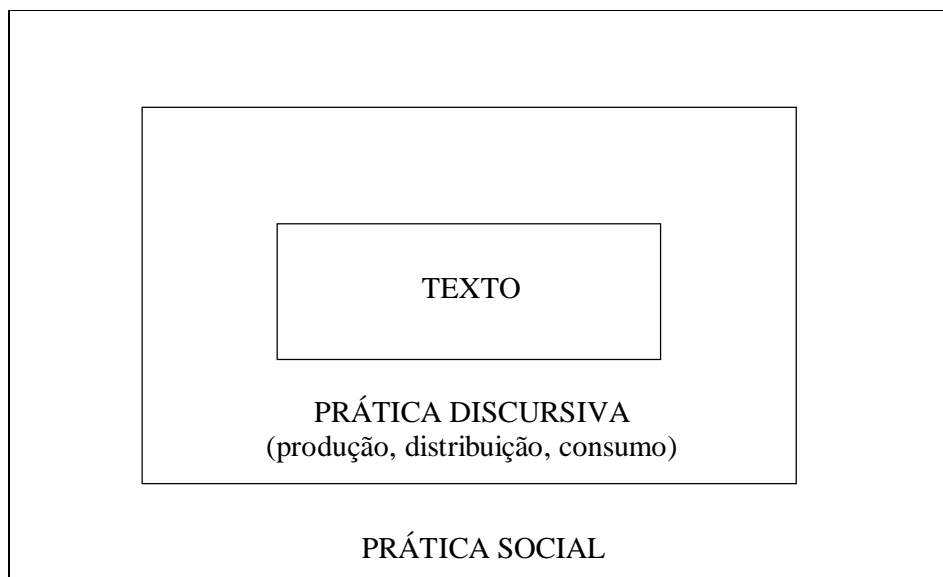 TEXTO
PRÁTICA DISCURSIVA
(produção, distribuição, consumo)
PRÁTICA SOCIAL